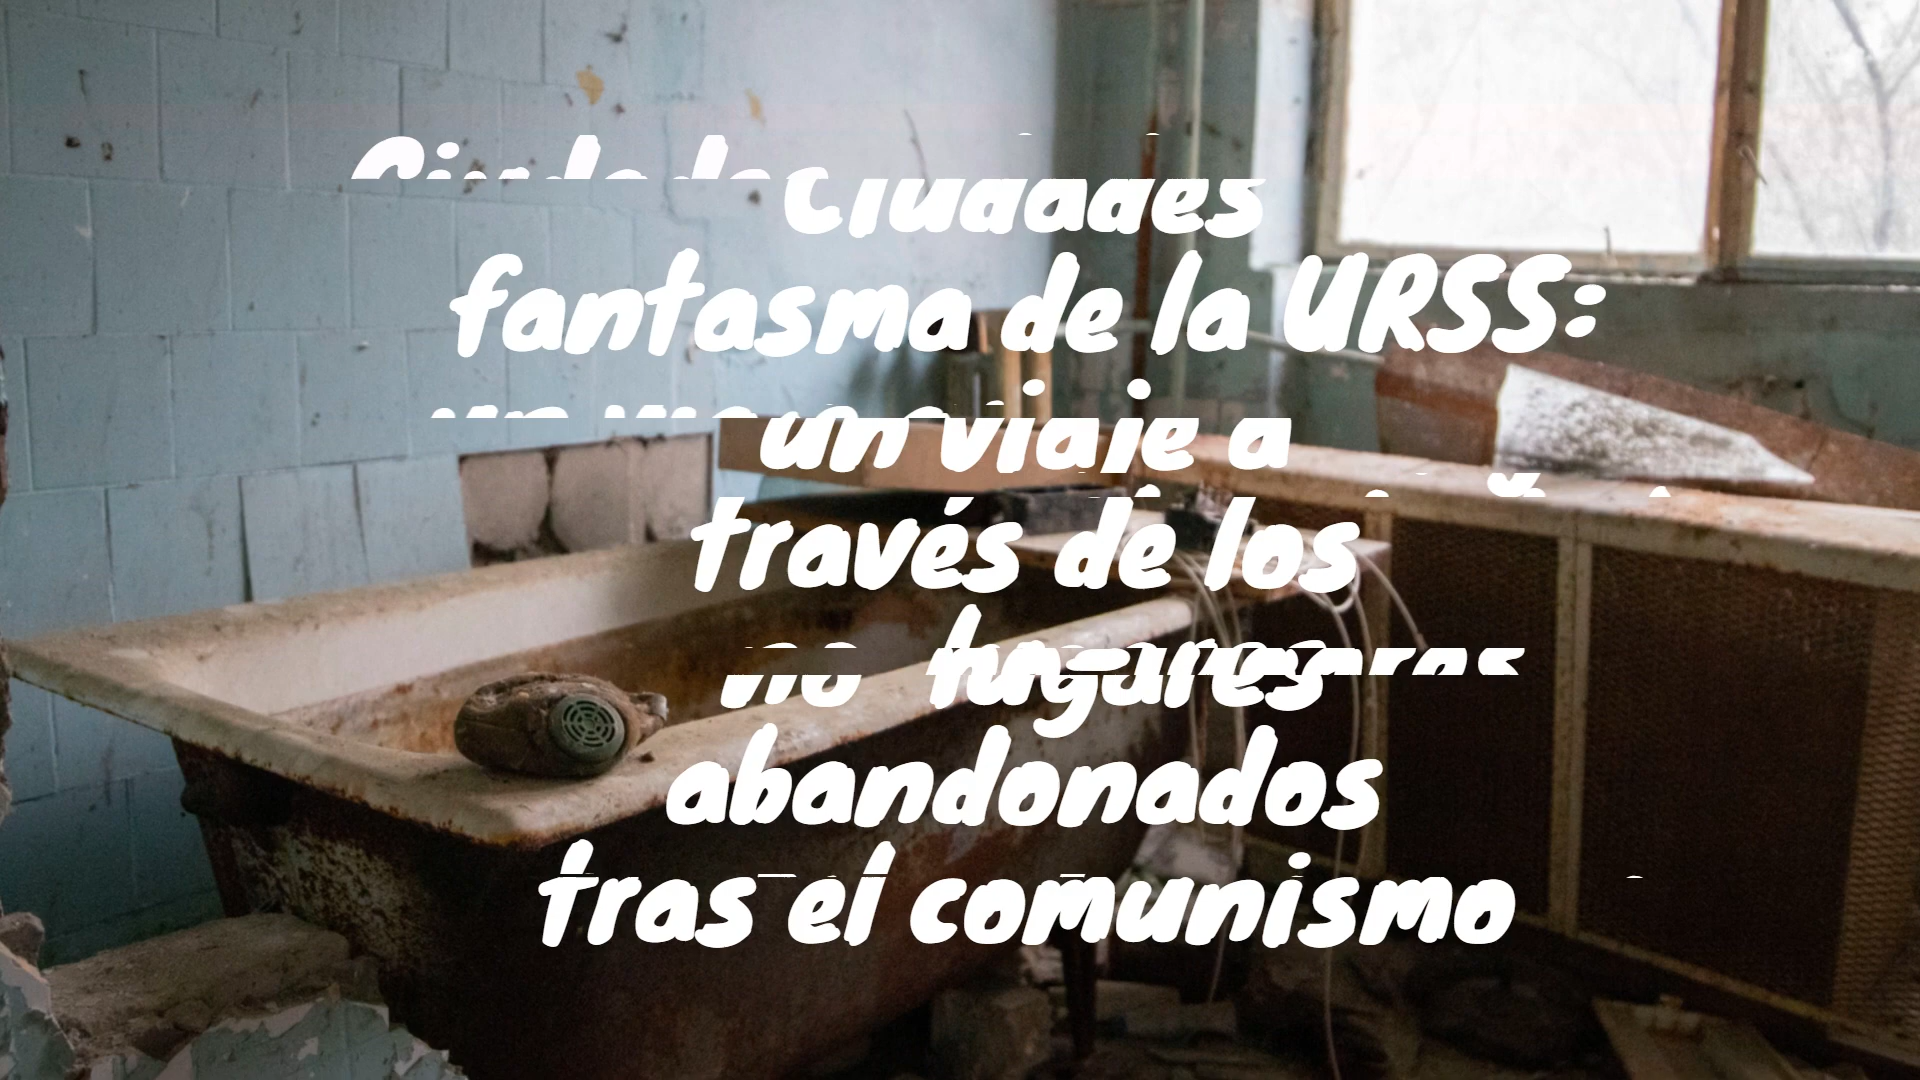 Ciudades
fantasma de la URSS:
un viaje a
través de los
lugares
abandonados
tras el comunismo